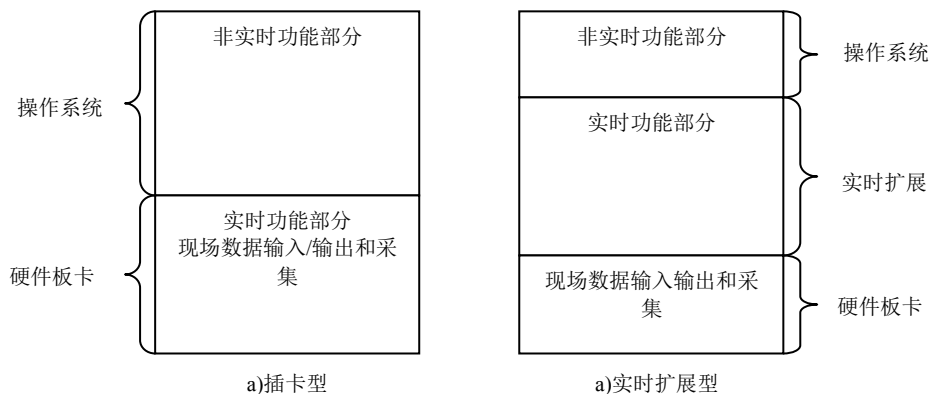 非实时功能部分
操作系统
实时功能部分
现场数据输入/输出和采
集
硬件板卡
a)插卡型
非实时功能部分
操作系统
实时功能部分
实时扩展
现场数据输入输出和采
集
硬件板卡
a)实时扩展型